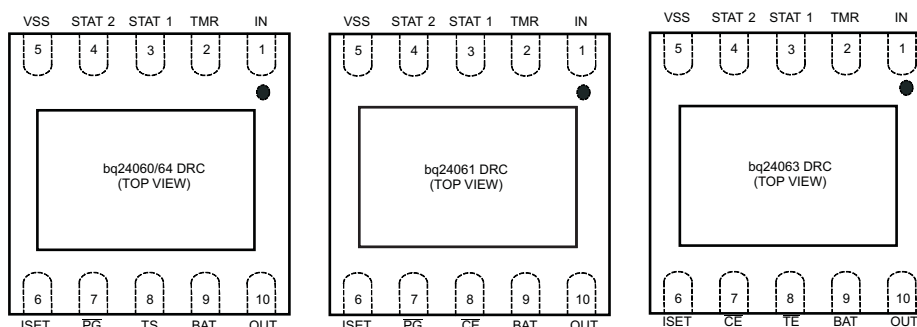 VSS STAT 2 STAT 1 TMR IN
5 4 3 2 1
bq24060/64 DRC
(TOP VIEW)
6 7 8 9 10
ISET PG TS BAT OUT
VSS STAT 2 STAT 1 TMR IN
5 4 3 2 1
bq24061 DRC
(TOP VIEW)
6 7 8 9 10
ISET PG CE BAT OUT
VSS STAT 2 STAT 1 TMR IN
5 4 3 2 1
bq24063 DRC
(TOP VIEW)
6 7 8 9 10
ISET CE TE BAT OUT